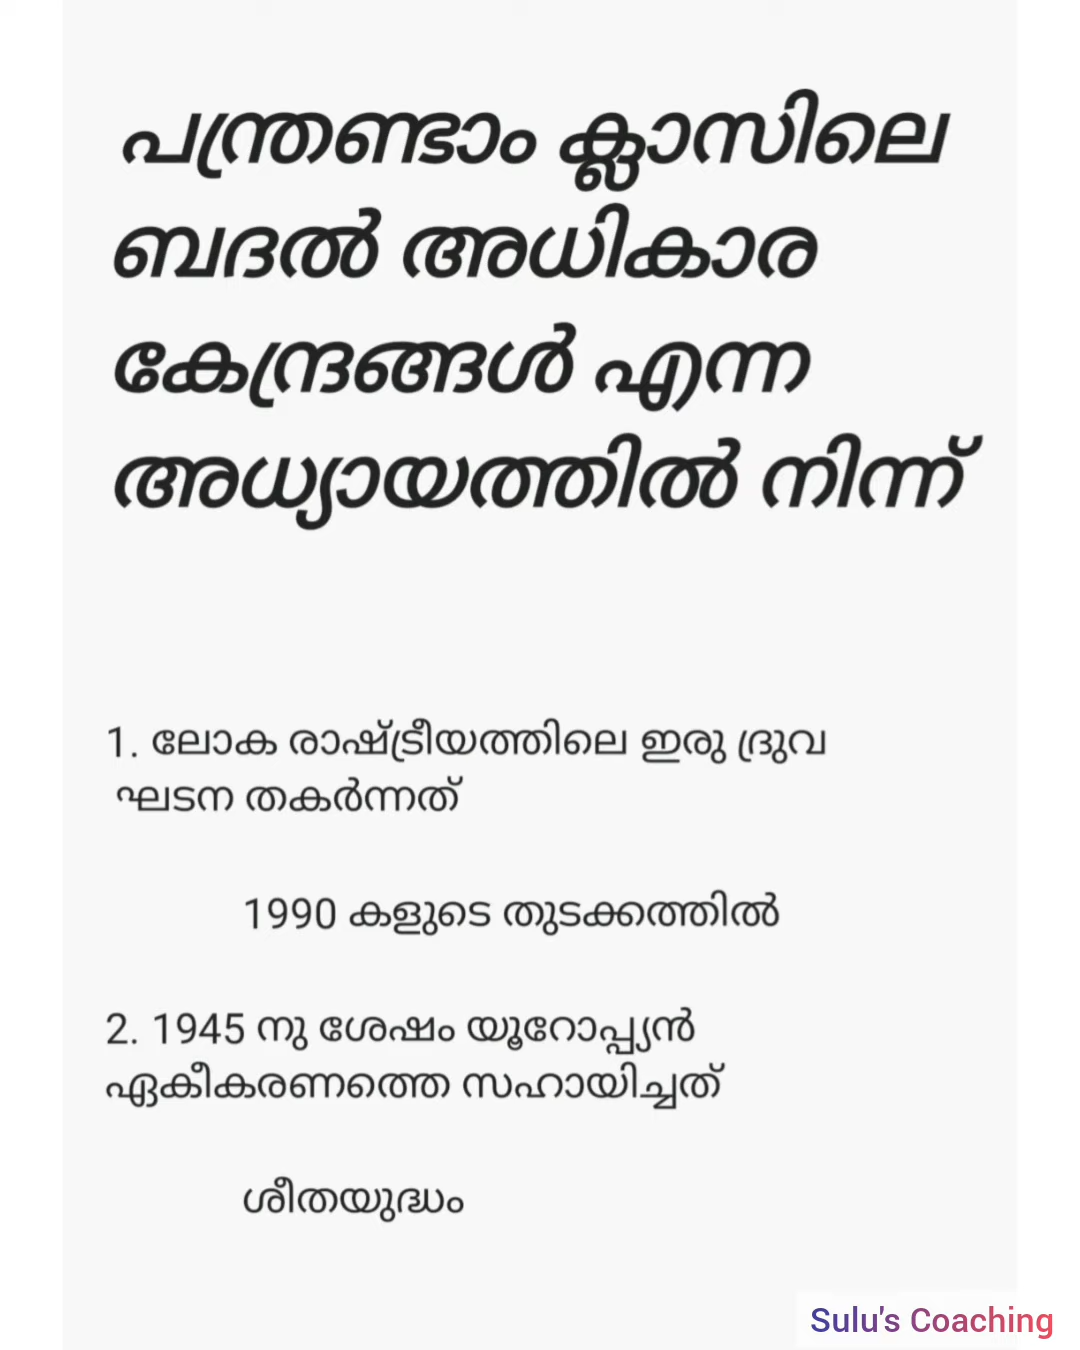 പന്ത്രണ്ടാം ക്ലാസിലെ
ബദൽ അധികാര
കേന്ദ്രങ്ങൾ എന്ന
അധ്യായത്തിൽ നിന്ന്
1. ലോക രാഷ്ട്രീയത്തിലെ ഇരു ദ്രുവ
ഘടന തകർന്നത്
1990 കളുടെ തുടക്കത്തിൽ
2. 1945 നു ശേഷം യൂറോപ്പ്യൻ
ഏകീകരണത്തെ സഹായിച്ചത്
ശീതയുദ്ധം
Sulu's Coaching